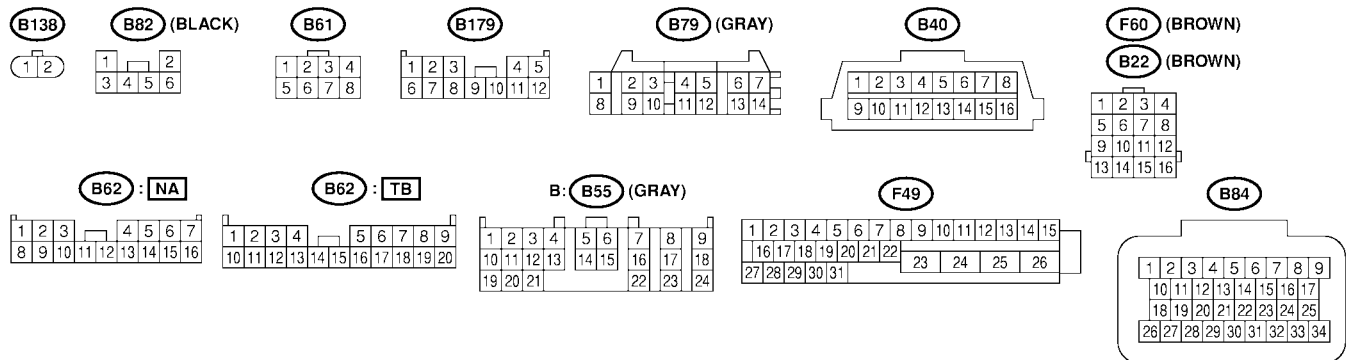 B138 B82 (BLACK) B61 B179 B79 (GRAY) B40 F60 (BROWN)
B22 (BROWN)
1 2
1 2
3 4 5 6
1 2 3 4
5 6 7 8
1 2 3 4 5
6 7 8 9 10 11 12
1 2 3 4 5 6 7
8 9 10 11 12 13 14
1 2 3 4 5 6 7 8
9 10 11 12 13 14 15 16
1 2 3 4
5 6 7 8
9 10 11 12
13 14 15 16
B62 : NA B62 : TB B: B55 (GRAY) F49 B84
1 2 3 4 5 6 7
8 9 10 11 12 13 14 15 16
1 2 3 4 5 6 7 8 9
10 11 12 13 14 15 16 17 18 19 20
1 2 3 4 5 6 7 8 9
10 11 12 13 14 15 16 17 18
19 20 21 22 23 24
1 2 3 4 5 6 7 8 9 10 11 12 13 14 15
16 17 18 19 20 21 22 23 24 25 26
27 28 29 30 31
1 2 3 4 5 6 7 8 9
10 11 12 13 14 15 16 17
18 19 20 21 22 23 24 25
26 27 28 29 30 31 32 33 34